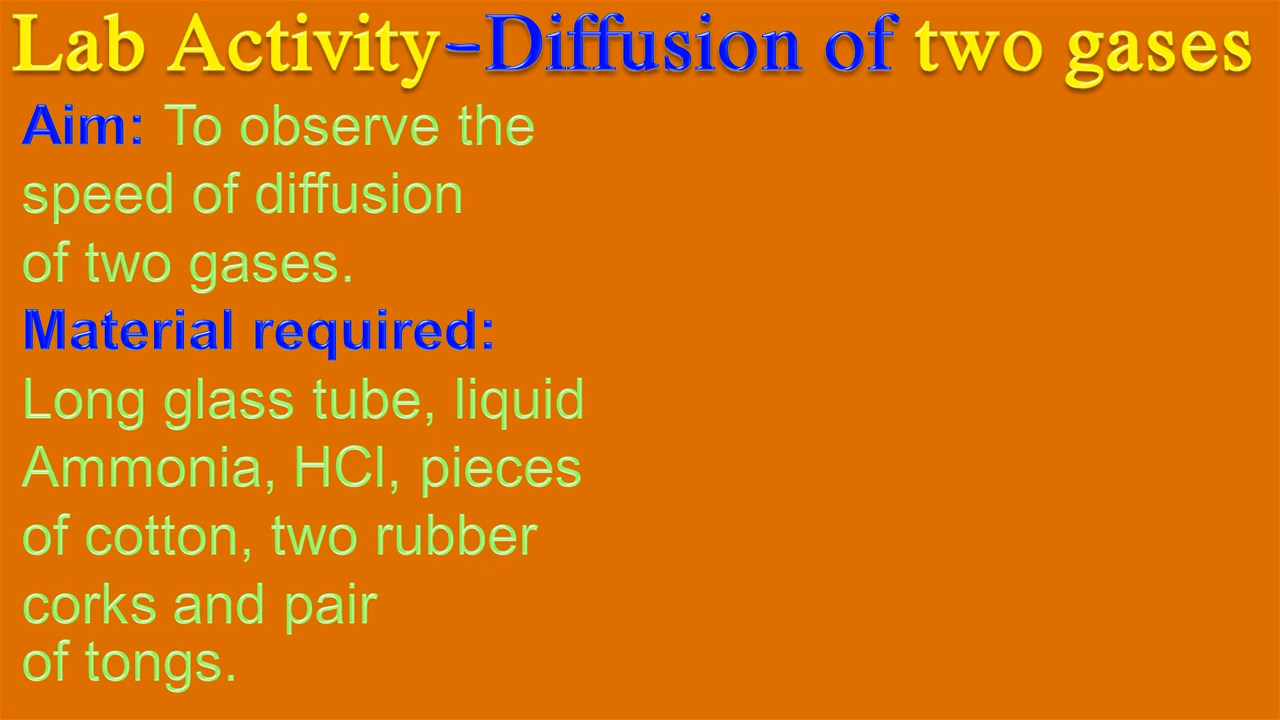 Lab Activity-Diffusion of two gases
Aim: To observe the
speed of diffusion
of two gases.
Material required:
Long glass tube, liquid
Ammonia, HCl, pieces
of cotton, two rubber
corks and pair
of tongs.